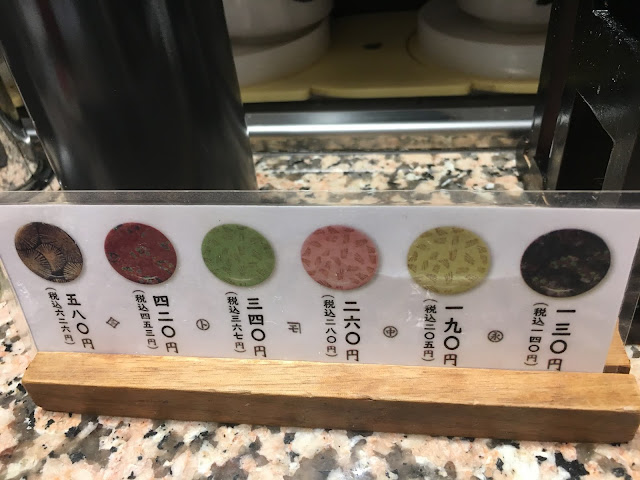 一三〇円
(税込一四〇円)
一九〇円
(税込二〇五円)
二六〇円
(税込二八〇円)
三四〇円
(税込三六七円)
四二〇円
(税込四五三円)
五八〇円
(税込六二六円)